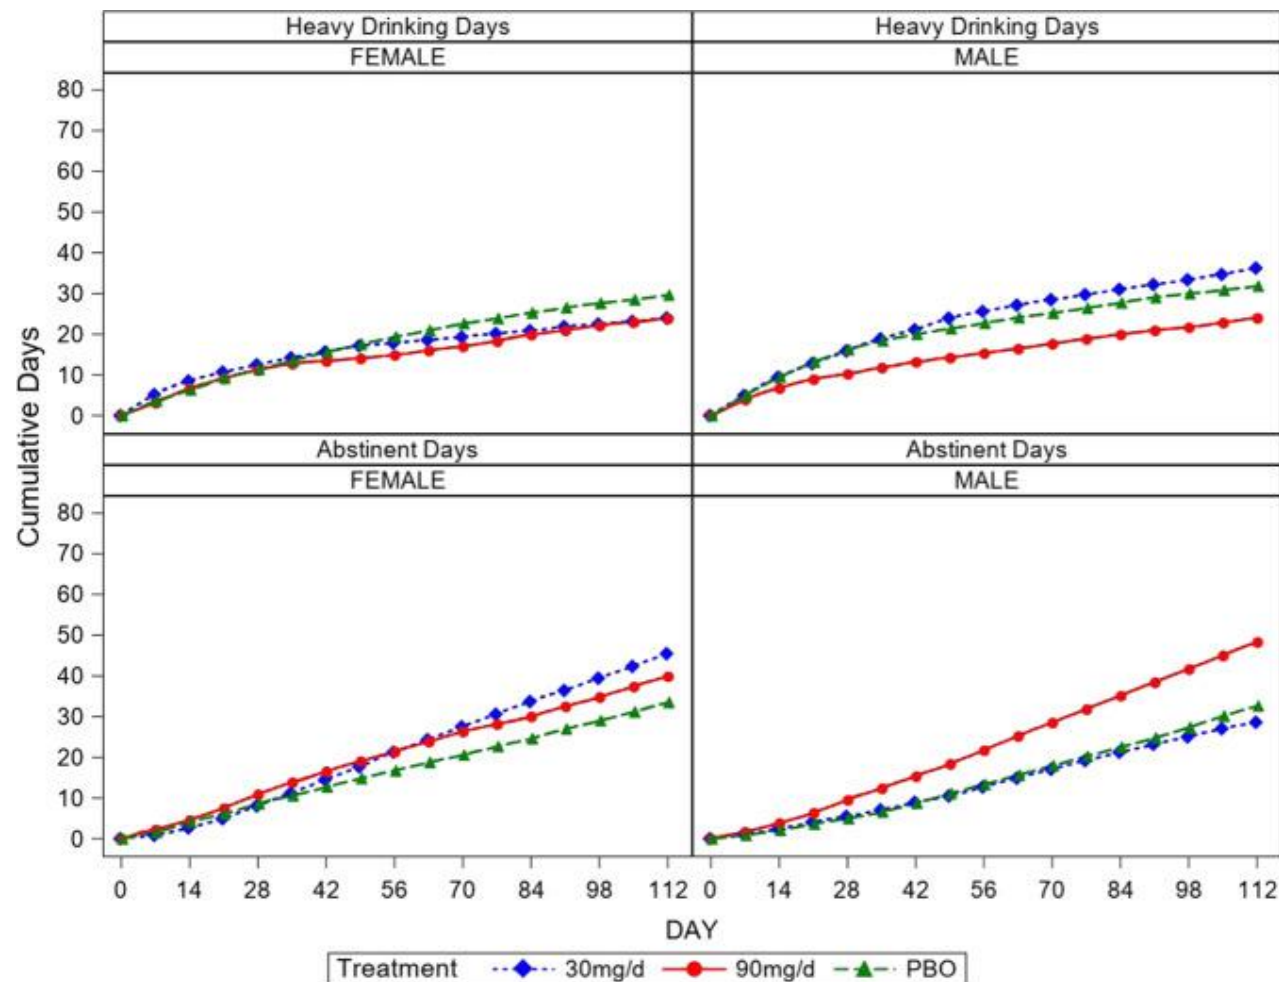 Heavy Drinking Days Heavy Drinking Days
FEMALE MALE
80
70
60
50
40
30
20
10
0
Abstinent Days Abstinent Days
FEMALE MALE
80
70
60
50
40
30
20
10
0
Cumulative Days
0 14 28 42 56 70 84 98 112 0 14 28 42 56 70 84 98 112
DAY
Treatment 30mg/d 90mg/d PBO